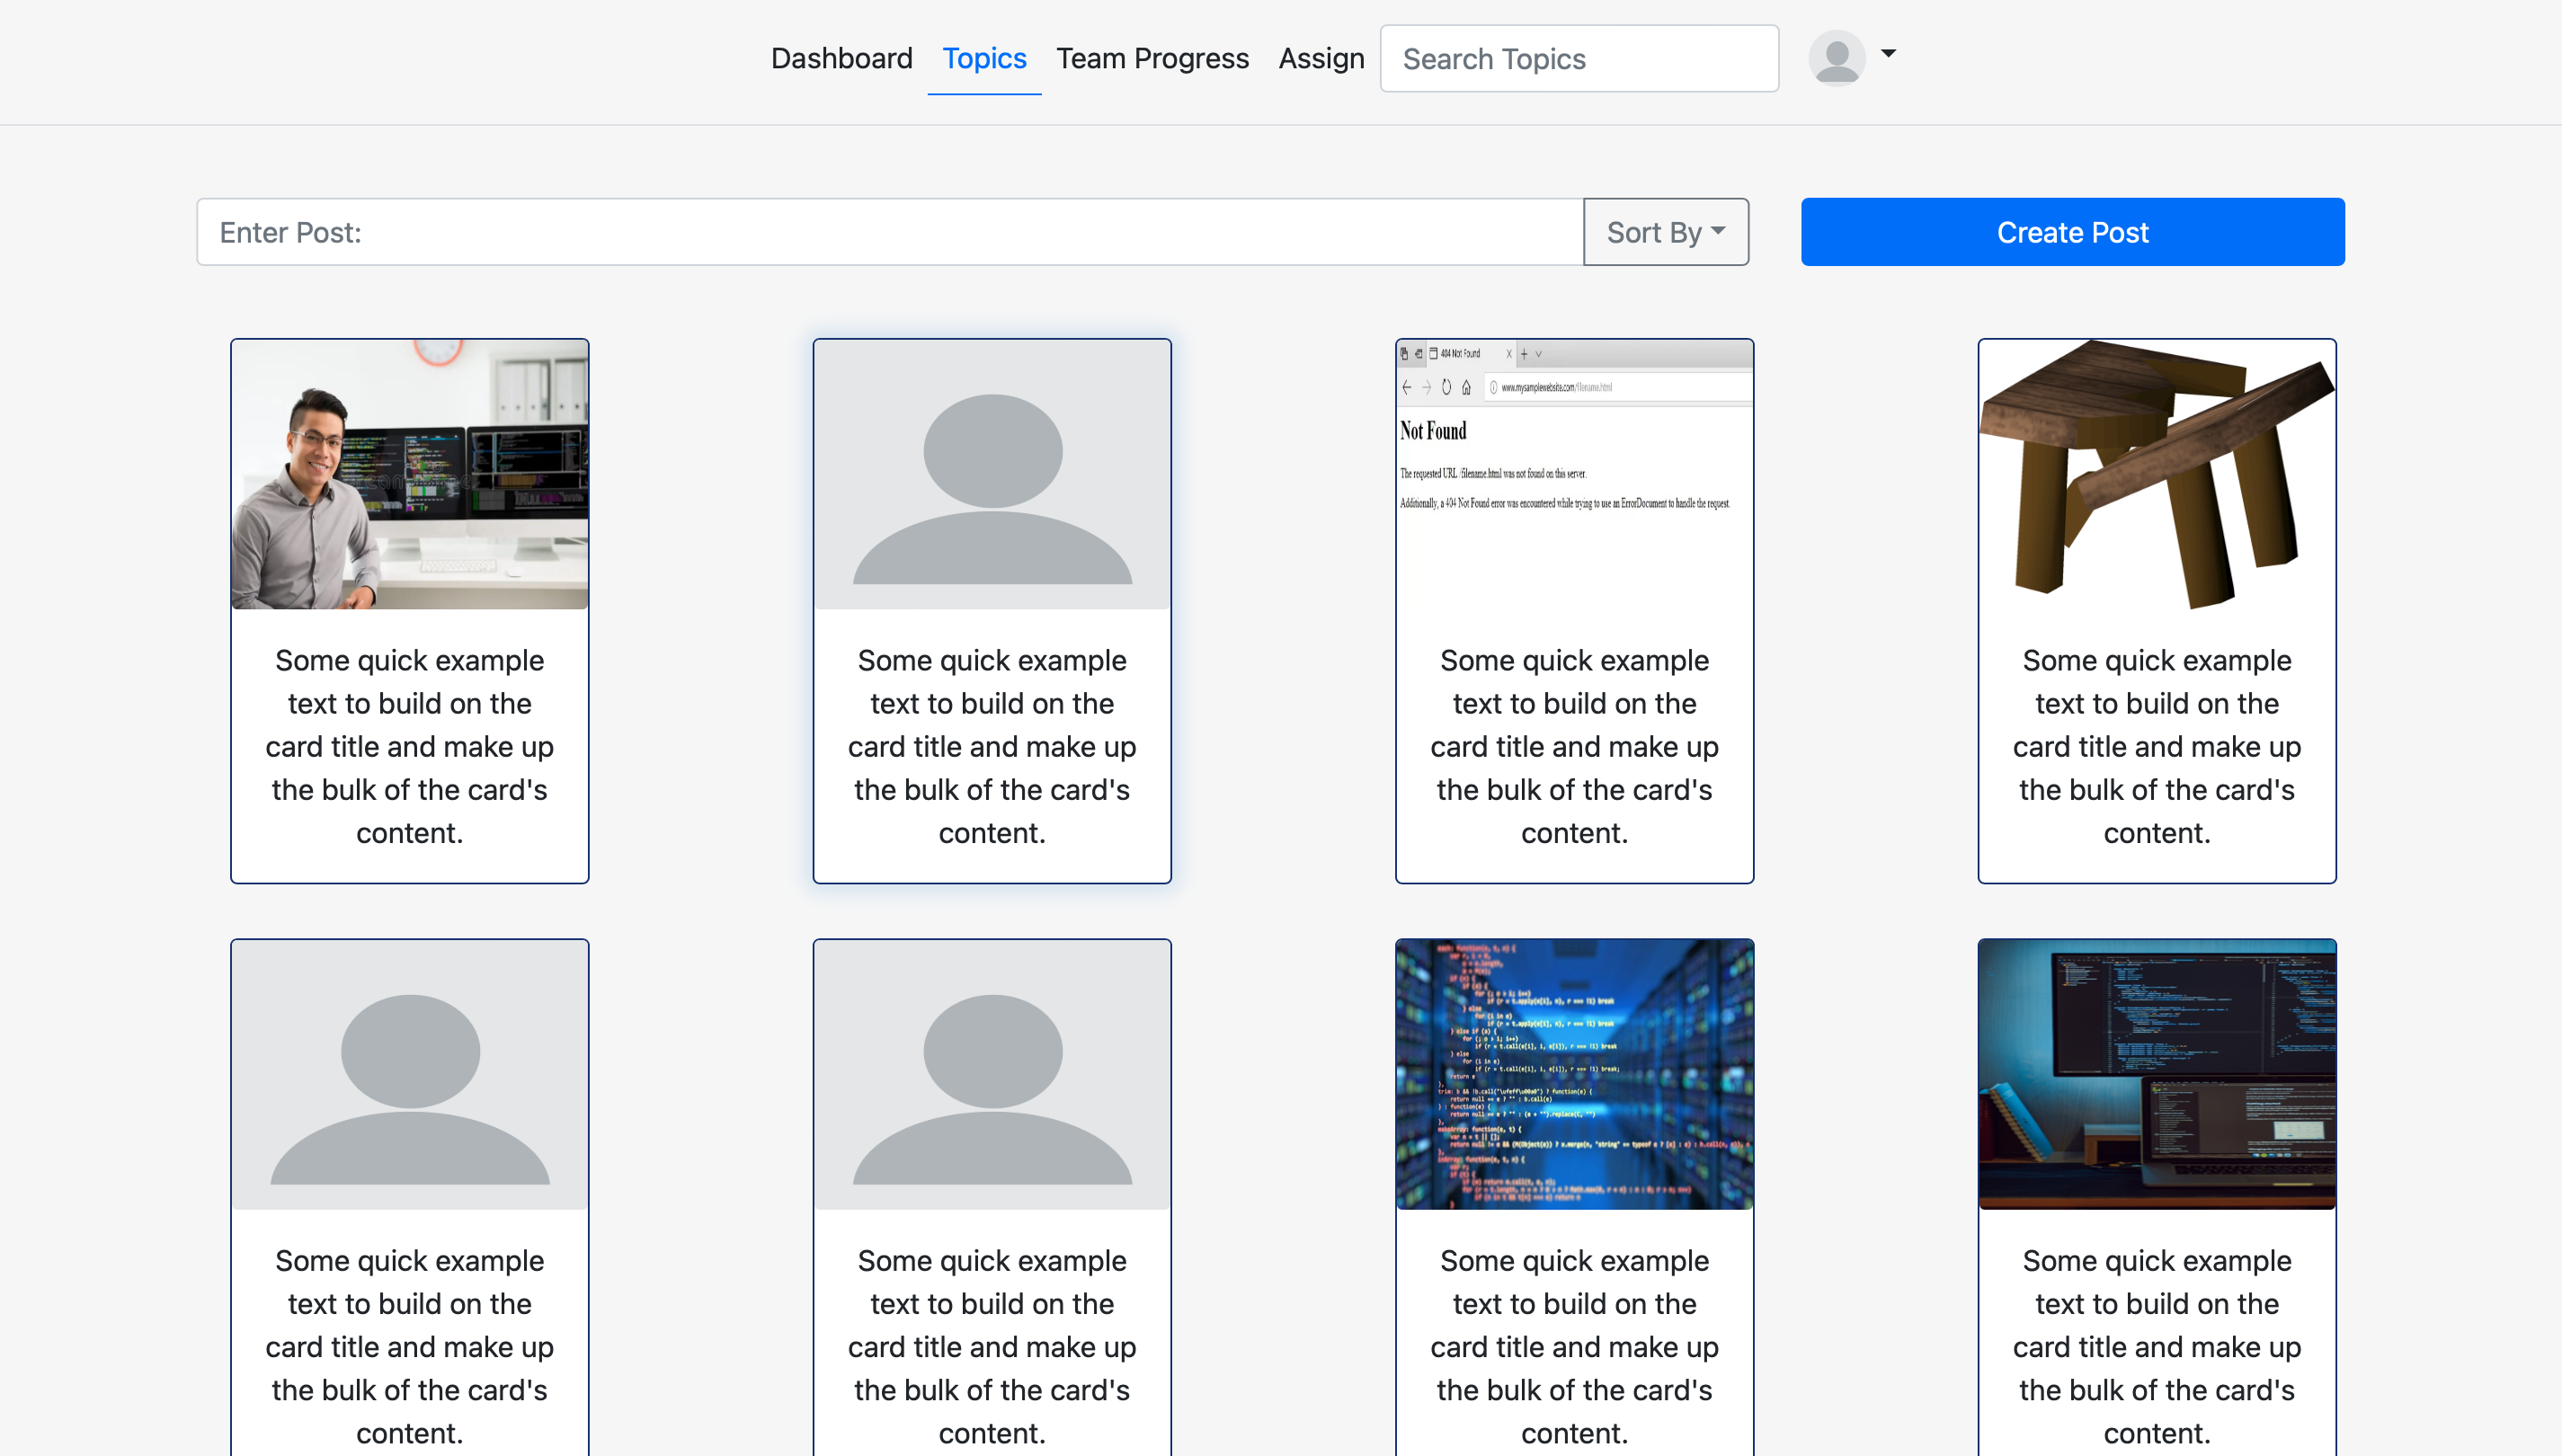 Dashboard Topics Team Progress Assign Search Topics
Enter Post: Sort By Create Post
404 Not Found
www.mysamplewebsite.com/filename.html
Not Found
The requested URL /filename.html was not found on this server.
Additionally, a 404 Not Found error was encountered while trying to use an ErrorDocument to handle the request.
Some quick example
text to build on the
card title and make up
the bulk of the card's
content.
Some quick example
text to build on the
card title and make up
the bulk of the card's
content.
Some quick example
text to build on the
card title and make up
the bulk of the card's
content.
Some quick example
text to build on the
card title and make up
the bulk of the card's
content.
Some quick example
text to build on the
card title and make up
the bulk of the card's
content.
Some quick example
text to build on the
card title and make up
the bulk of the card's
content.
Some quick example
text to build on the
card title and make up
the bulk of the card's
content.
Some quick example
text to build on the
card title and make up
the bulk of the card's
content.